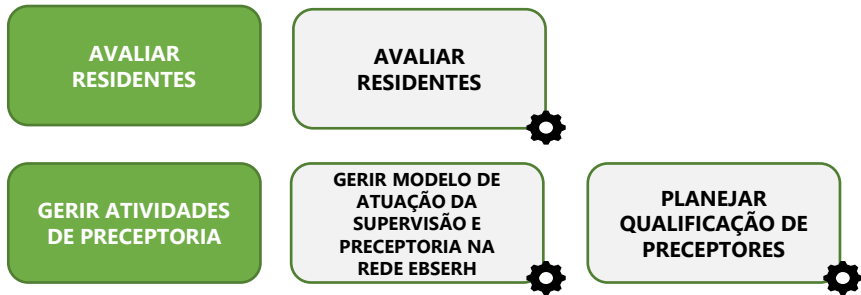 AVALIAR
RESIDENTES
AVALIAR
RESIDENTES
GERIR ATIVIDADES
DE PRECEPTORIA
GERIR MODELO DE
ATUAÇÃO DA
SUPERVISÃO E
PRECEPTORIA NA
REDE EBSERH
PLANEJAR
QUALIFICAÇÃO DE
PRECEPTORES